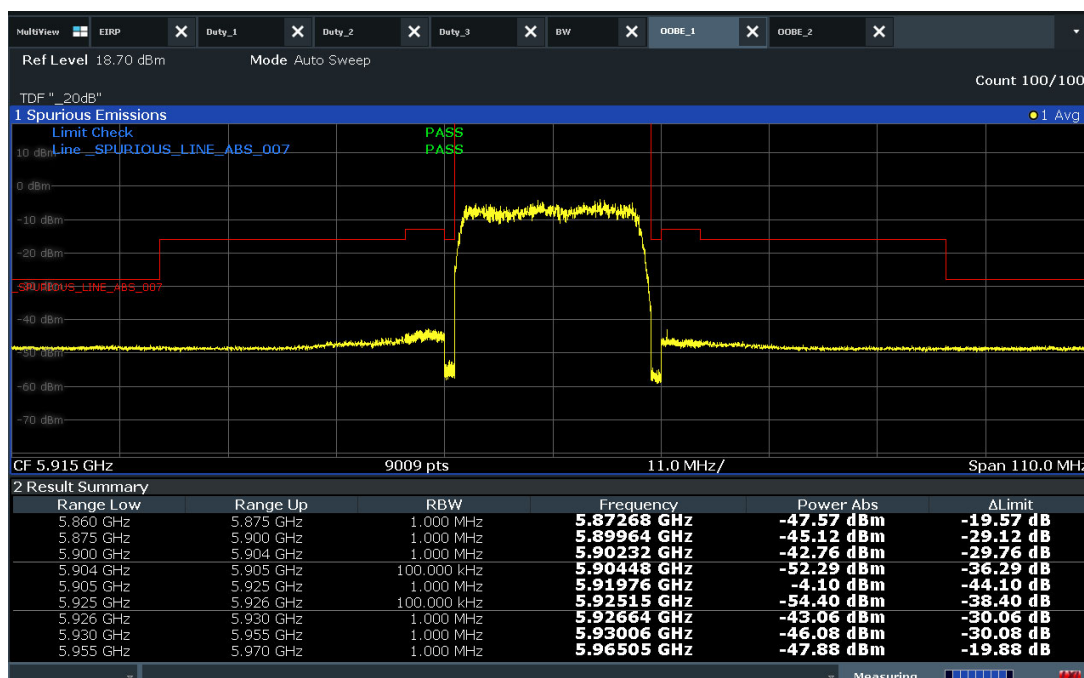 MultiView EIRP Duty_1 Duty_2 Duty_3 BW OOBE_1 OOBE_2
Ref Level 18.70 dBm Mode Auto Sweep
Count 100/100
TDF "_20dB"
1 Spurious Emissions 1 Avg
Limit Check PASS
10 dBm Line _SPURIOUS_LINE_ABS_007 PASS
0 dBm
-10 dBm
-20 dBm
-30 dBm
_SPURIOUS_LINE_ABS_007
-40 dBm
-50 dBm
-60 dBm
-70 dBm
CF 5.915 GHz 9009 pts 11.0 MHz/ Span 110.0 MHz
2 Result Summary
Range Low Range Up RBW Frequency Power Abs ΔLimit
5.860 GHz 5.875 GHz 1.000 MHz 5.87268 GHz -47.57 dBm -19.57 dB
5.875 GHz 5.900 GHz 1.000 MHz 5.89964 GHz -45.12 dBm -29.12 dB
5.900 GHz 5.904 GHz 1.000 MHz 5.90232 GHz -42.76 dBm -29.76 dB
5.904 GHz 5.905 GHz 100.000 kHz 5.90448 GHz -52.29 dBm -36.29 dB
5.905 GHz 5.925 GHz 1.000 MHz 5.91976 GHz -4.10 dBm -44.10 dB
5.925 GHz 5.926 GHz 100.000 kHz 5.92515 GHz -54.40 dBm -38.40 dB
5.926 GHz 5.930 GHz 1.000 MHz 5.92664 GHz -43.06 dBm -30.06 dB
5.930 GHz 5.955 GHz 1.000 MHz 5.93006 GHz -46.08 dBm -30.08 dB
5.955 GHz 5.970 GHz 1.000 MHz 5.96505 GHz -47.88 dBm -19.88 dB
Measuring